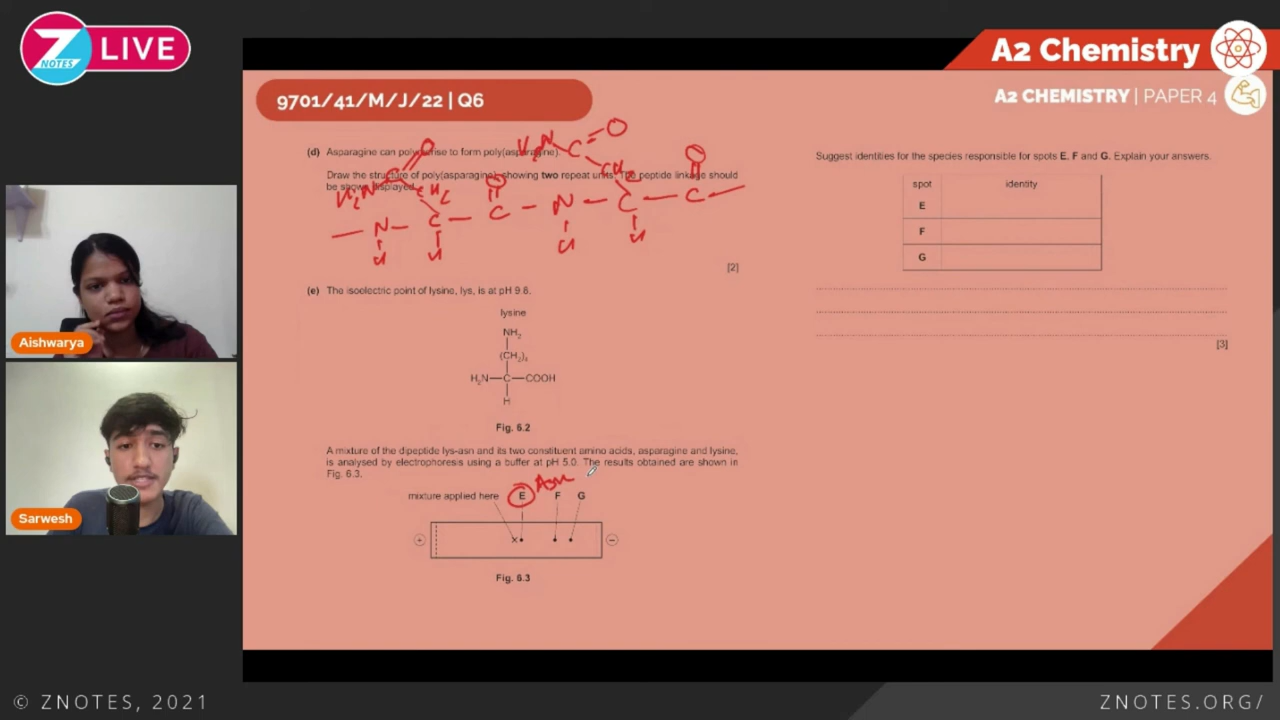 Z
NOTES
LIVE
A2 Chemistry
9701/41/M/J/22 | Q6
A2 CHEMISTRY | PAPER 4
(d) Asparagine can polymerise to form poly(asparagine).
Draw the structure of poly(asparagine), showing two repeat units. The peptide linkage should
be shown displayed.
H2N C O
H2N C O
CH2 O CH2 O
N C C N C C
H H H H
[2]
(e) The isoelectric point of lysine, lys, is at pH 9.8.
lysine
NH2
(CH2)4
H2N—C—COOH
H
Fig. 6.2
A mixture of the dipeptide lys-asn and its two constituent amino acids, asparagine and lysine,
is analysed by electrophoresis using a buffer at pH 5.0. The results obtained are shown in
Fig. 6.3.
Asn
mixture applied here E F G
+ × −
Fig. 6.3
Suggest identities for the species responsible for spots E, F and G. Explain your answers.
spot identity
E
F
G
[3]
Aishwarya
Sarwesh
© ZNOTES, 2021
ZNOTES.ORG/